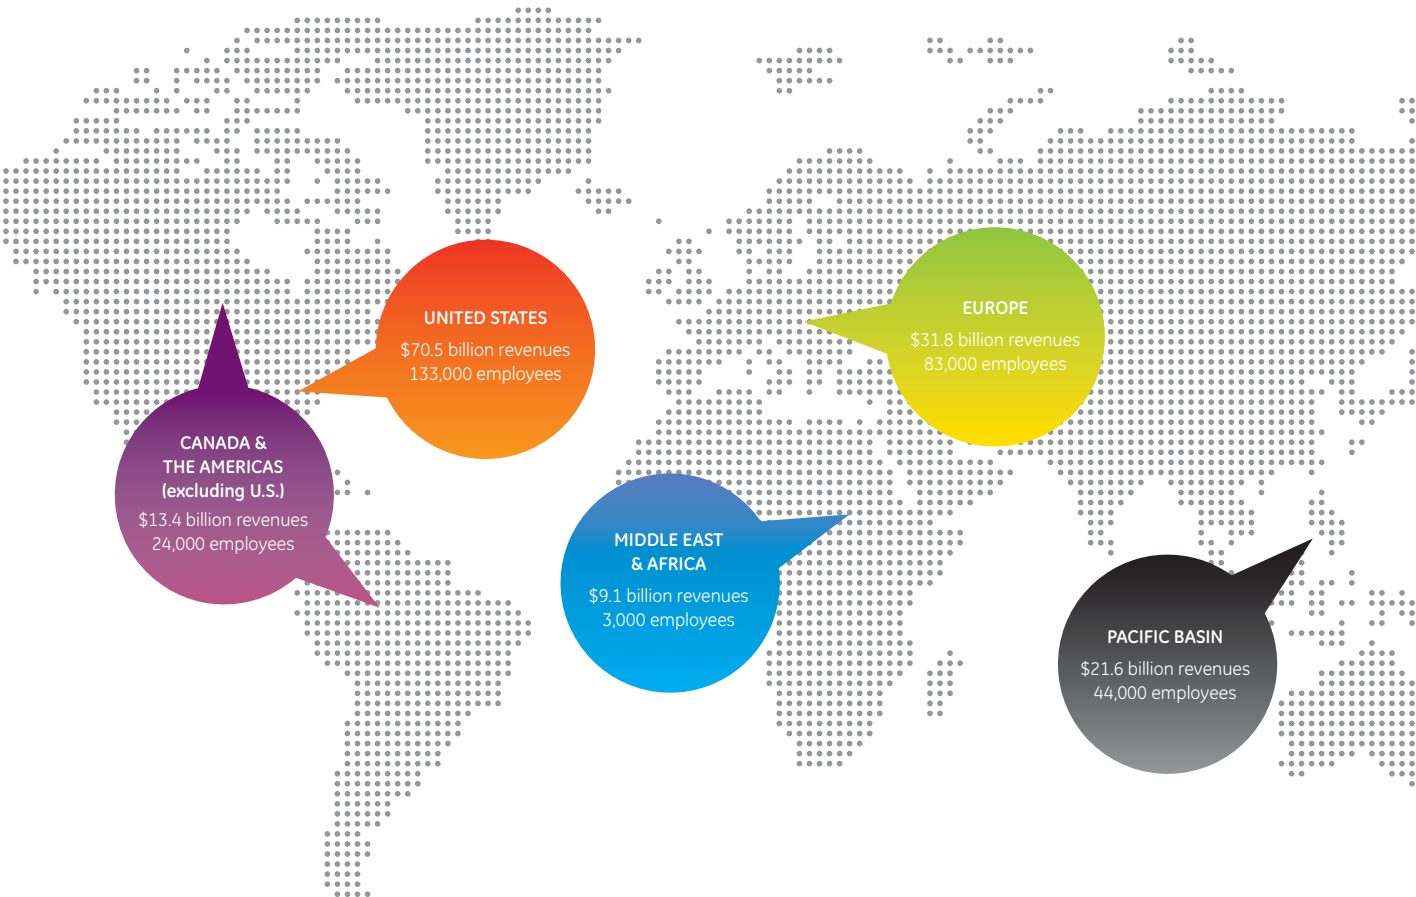 UNITED STATES
$70.5 billion revenues
133,000 employees
EUROPE
$31.8 billion revenues
83,000 employees
CANADA &
THE AMERICAS
(excluding U.S.)
$13.4 billion revenues
24,000 employees
MIDDLE EAST
& AFRICA
$9.1 billion revenues
3,000 employees
PACIFIC BASIN
$21.6 billion revenues
44,000 employees